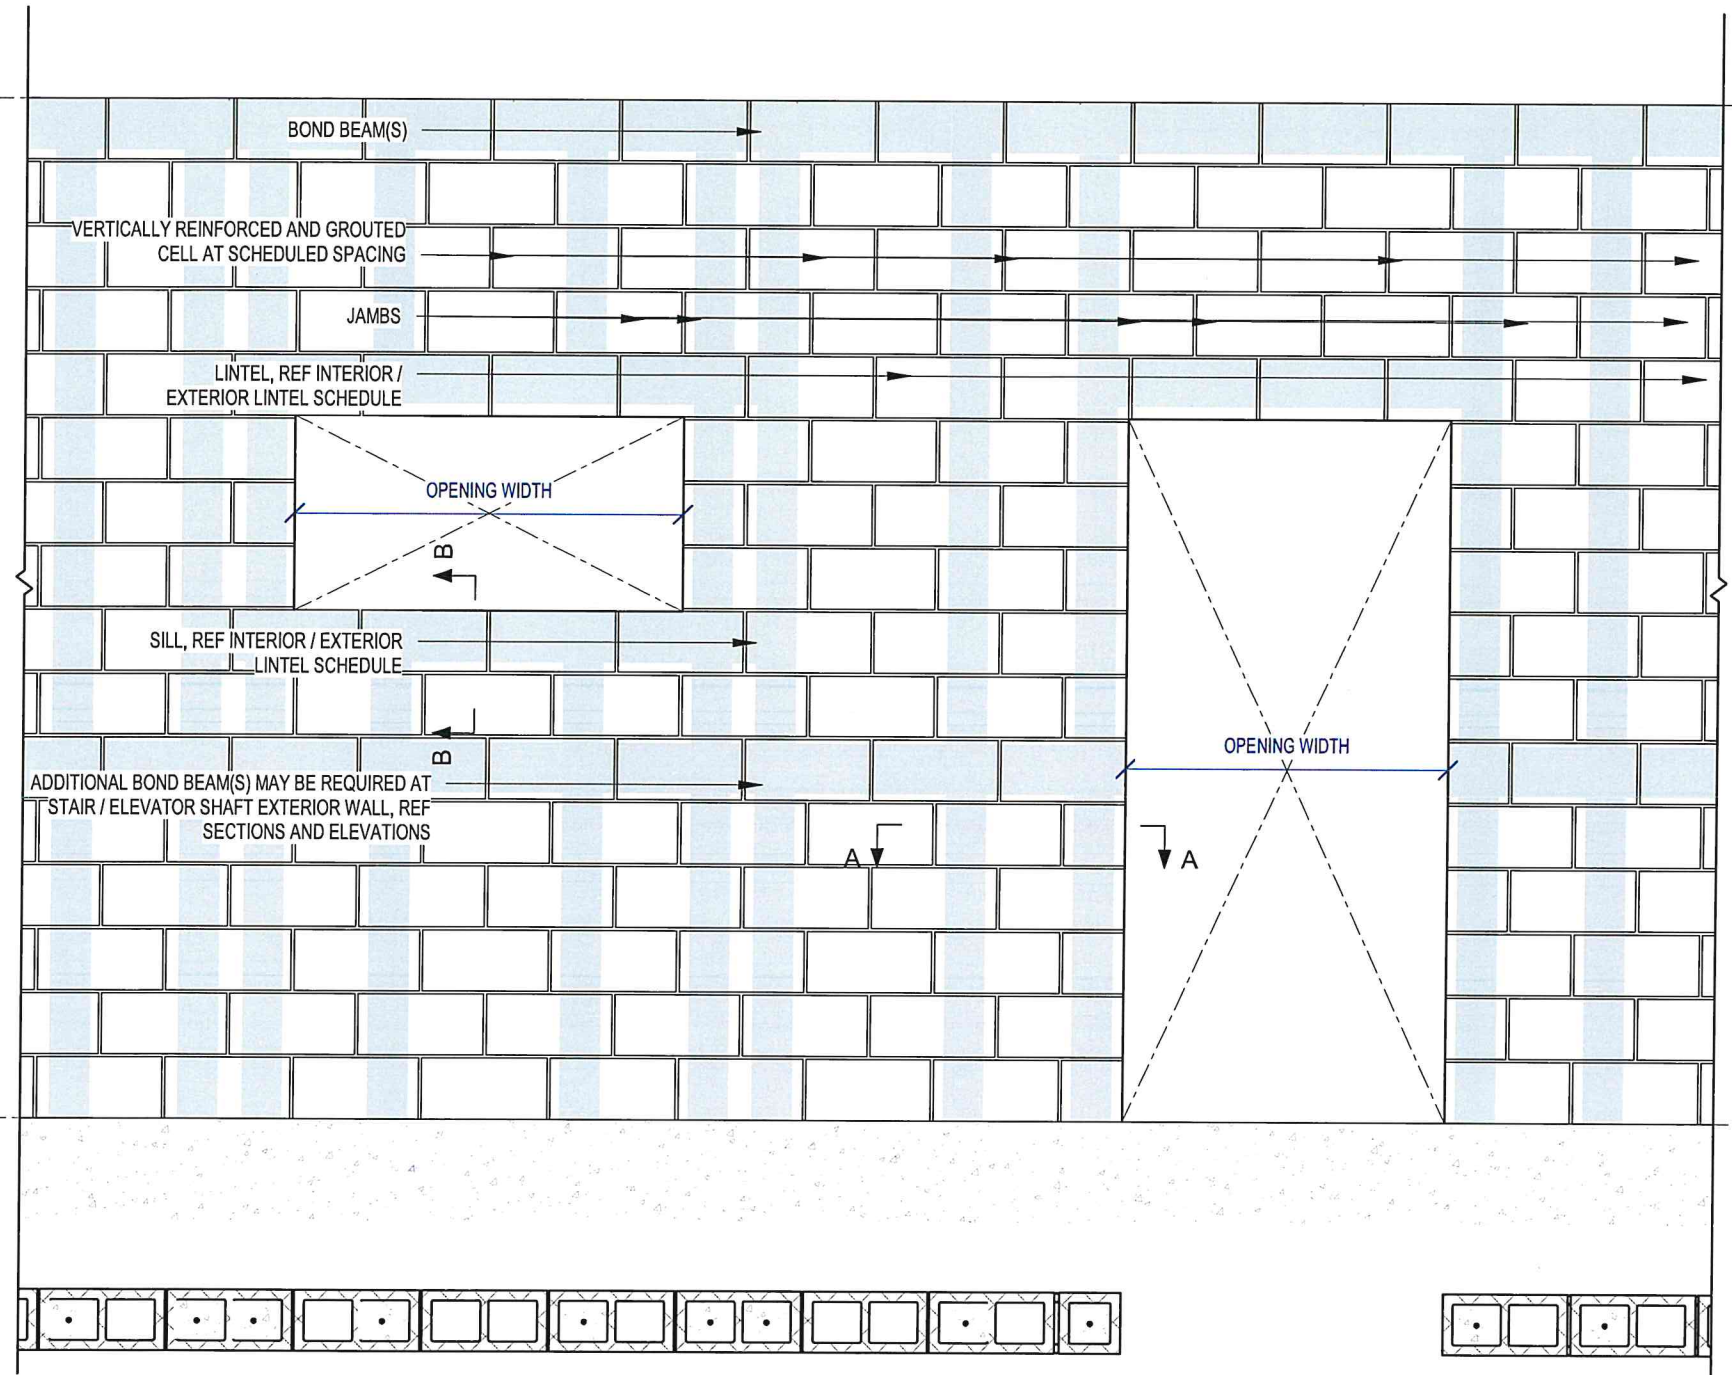 BOND BEAM(S)
VERTICALLY REINFORCED AND GROUTED
CELL AT SCHEDULED SPACING
JAMBS
LINTEL, REF INTERIOR /
EXTERIOR LINTEL SCHEDULE
OPENING WIDTH
B
SILL, REF INTERIOR / EXTERIOR
LINTEL SCHEDULE
B
OPENING WIDTH
ADDITIONAL BOND BEAM(S) MAY BE REQUIRED AT
STAIR / ELEVATOR SHAFT EXTERIOR WALL, REF
SECTIONS AND ELEVATIONS
A
A